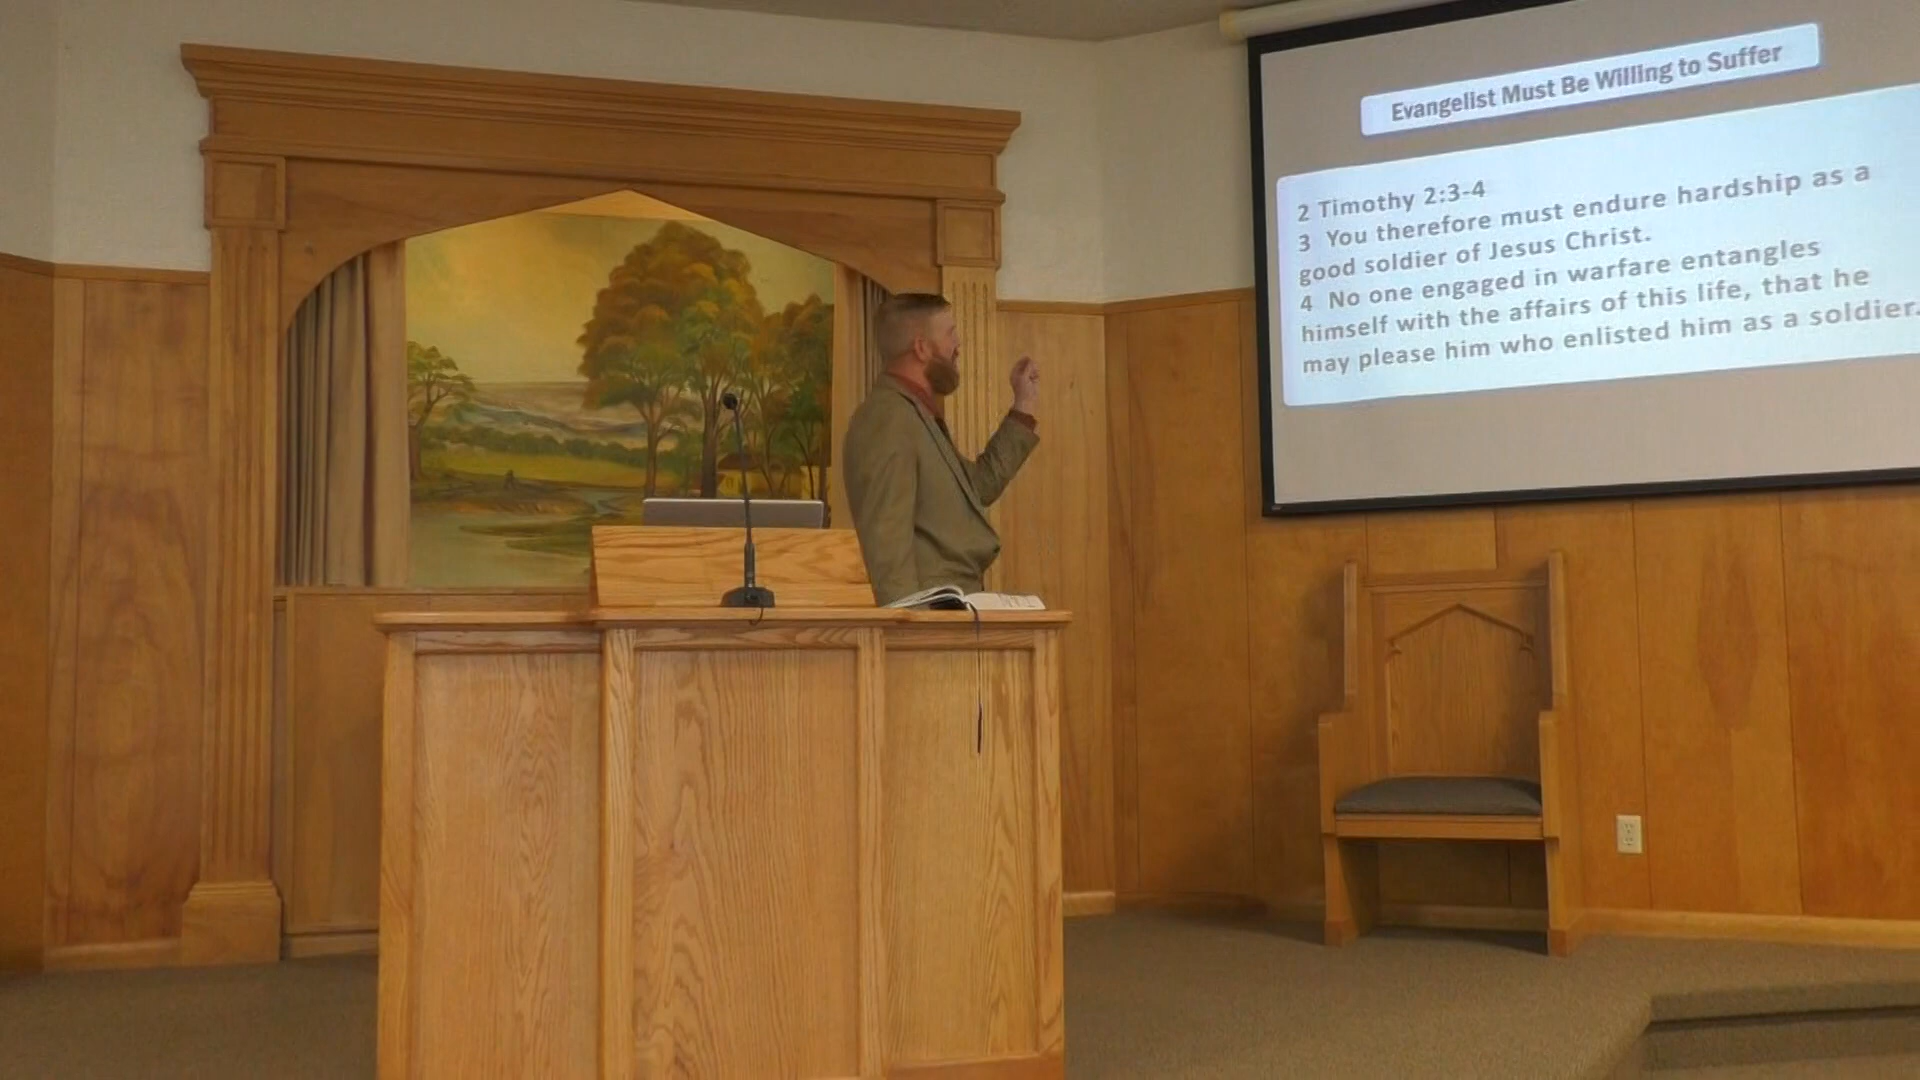 Evangelist Must Be Willing to Suffer
2 Timothy 2:3-4
3 You therefore must endure hardship as a
good soldier of Jesus Christ.
4 No one engaged in warfare entangles
himself with the affairs of this life, that he
may please him who enlisted him as a soldier.